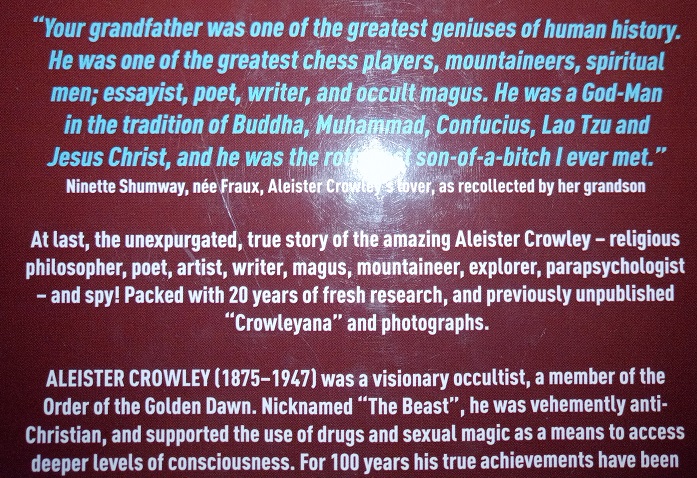 “Your grandfather was one of the greatest geniuses of human history.
He was one of the greatest chess players, mountaineers, spiritual
men; essayist, poet, writer, and occult magus. He was a God-Man
in the tradition of Buddha, Muhammad, Confucius, Lao Tzu and
Jesus Christ, and he was the son-of-a-bitch I ever met.”
Ninette Shumway, née Fraux, Aleister Crowley's lover, as recollected by her grandson
At last, the unexpurgated, true story of the amazing Aleister Crowley – religious
philosopher, poet, artist, writer, magus, mountaineer, explorer, parapsychologist
– and spy! Packed with 20 years of fresh research, and previously unpublished
“Crowleyana” and photographs.
ALEISTER CROWLEY (1875–1947) was a visionary occultist, a member of the
Order of the Golden Dawn. Nicknamed “The Beast”, he was vehemently anti-
Christian, and supported the use of drugs and sexual magic as a means to access
deeper levels of consciousness. For 100 years his true achievements have been